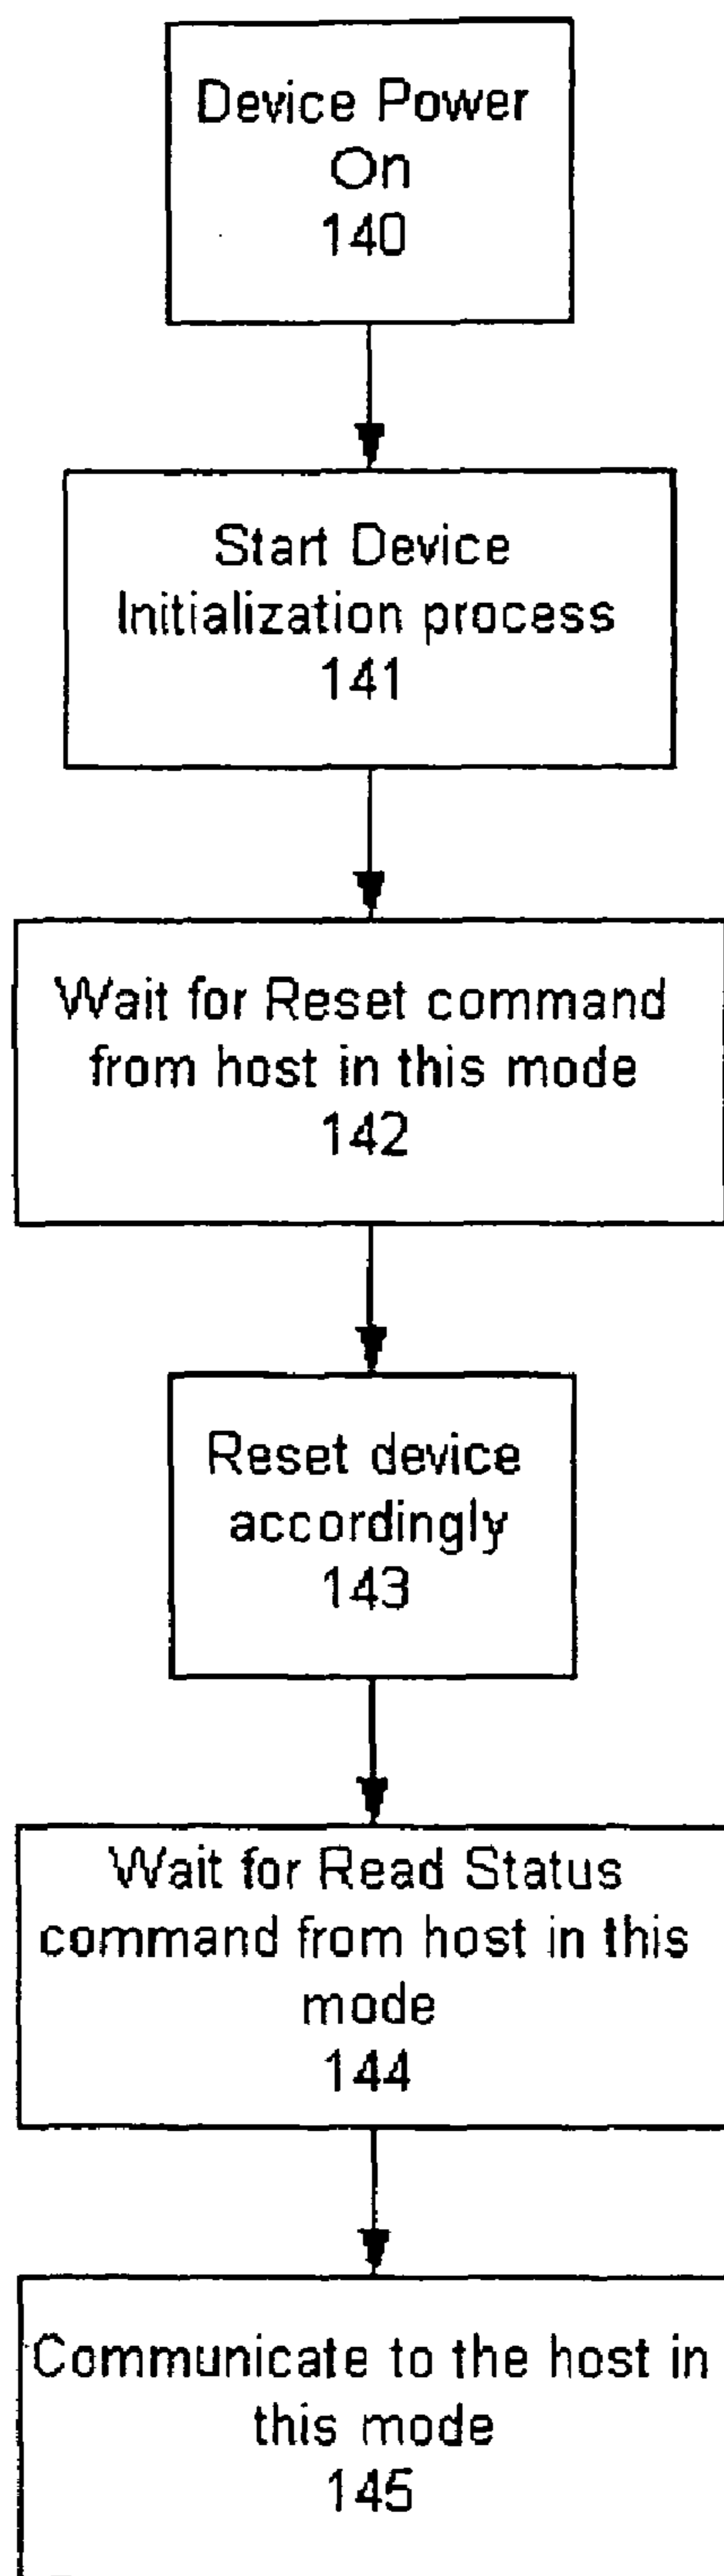 Device Power
On
140
Start Device
Initialization process
141
Wait for Reset command
from host in this mode
142
Reset device
accordingly
143
Wait for Read Status
command from host in this
mode
144
Communicate to the host in
this mode
145